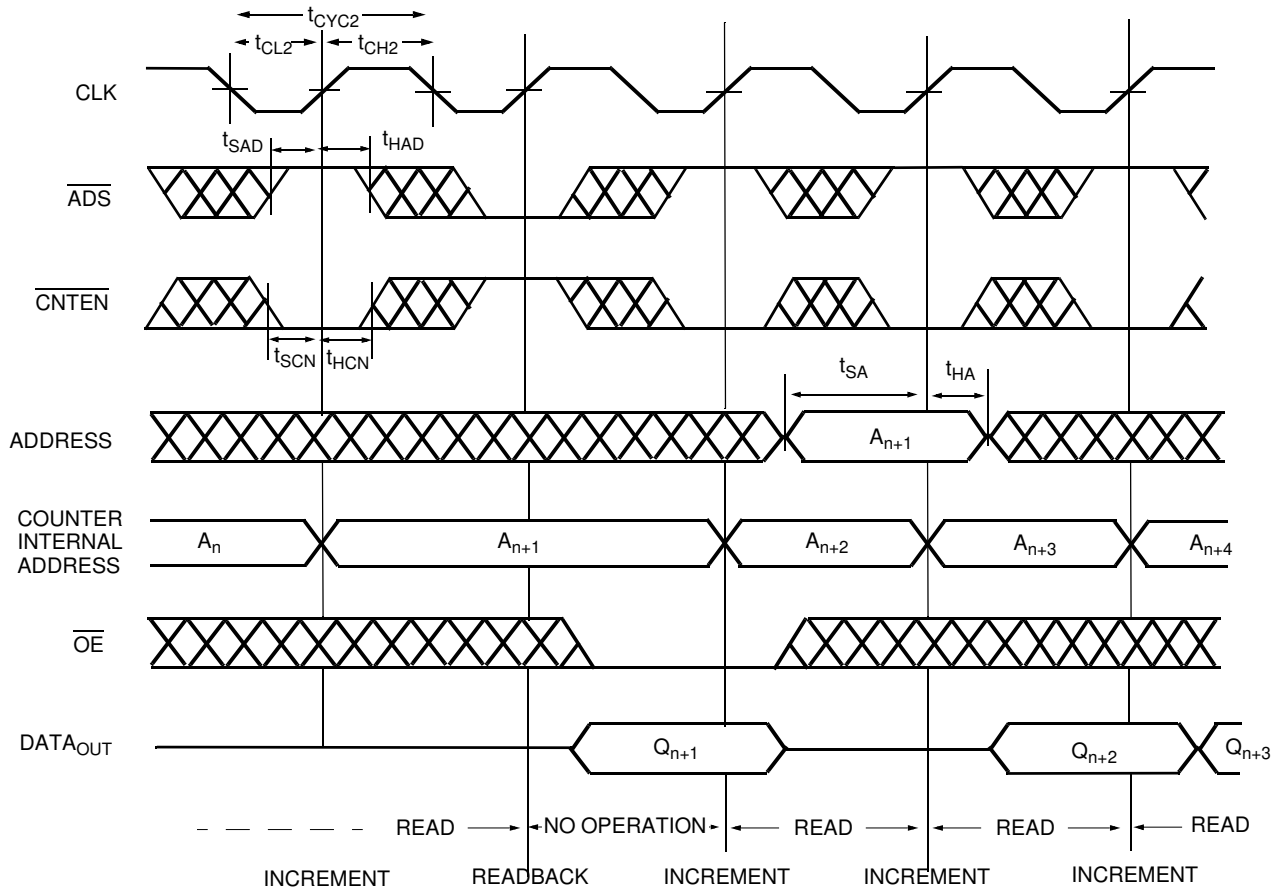 tCYC2
tCL2 tCH2
CLK
tSAD tHAD
ADS
CNTEN
tSCN tHCN
tSA tHA
ADDRESS An+1
COUNTER
INTERNAL
ADDRESS
An An+1 An+2 An+3 An+4
OE
DATAOUT Qn+1 Qn+2 Qn+3
READ NO OPERATION READ READ READ
INCREMENT READBACK INCREMENT INCREMENT INCREMENT